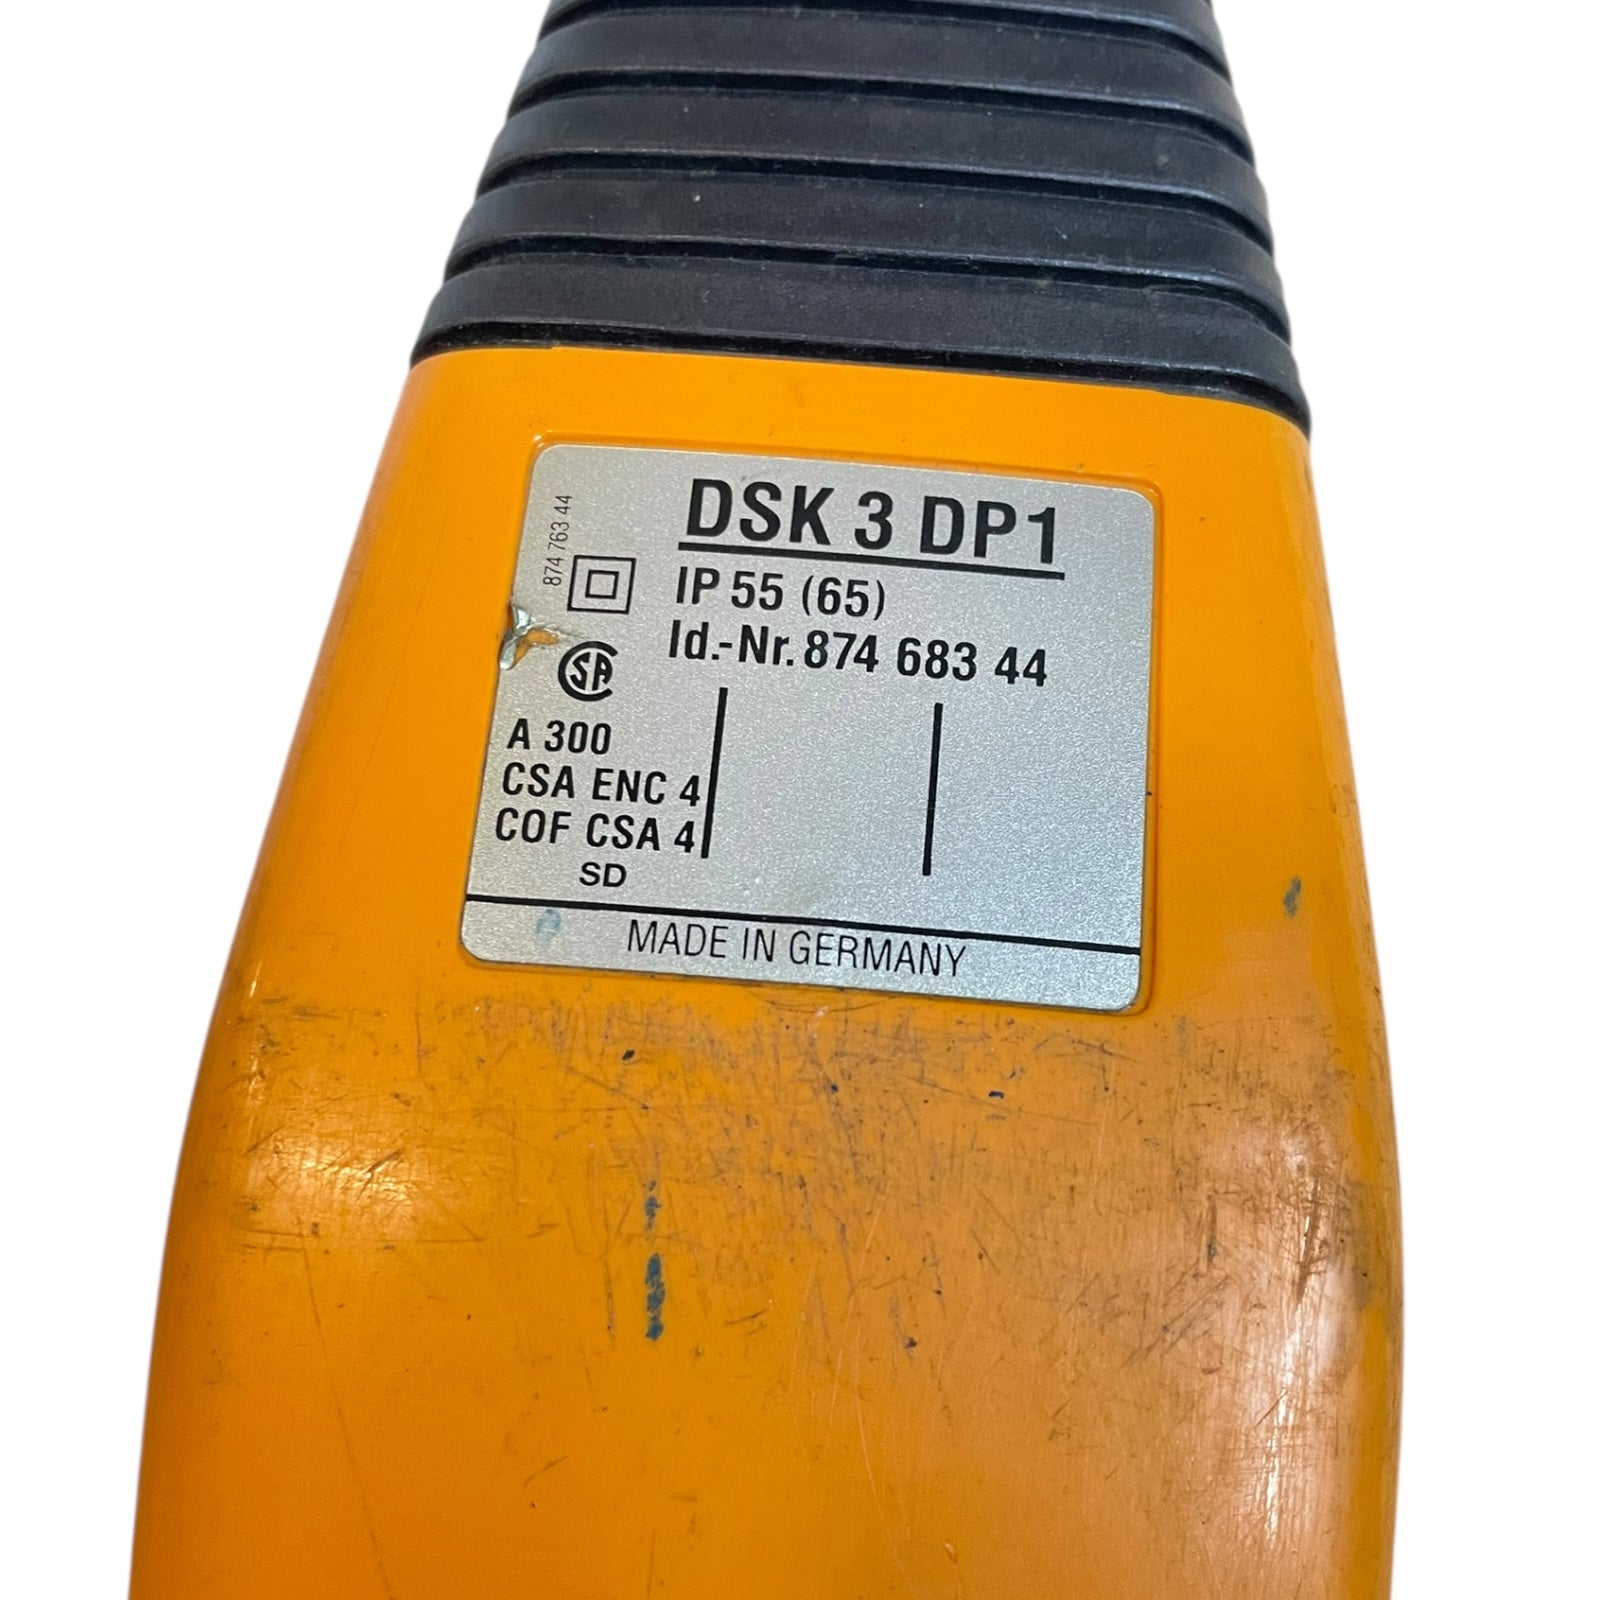 DSK 3 DP1
874 763 44
IP 55 (65)
Id.-Nr. 874 683 44
SA
A 300
CSA ENC 4
COF CSA 4
SD
MADE IN GERMANY